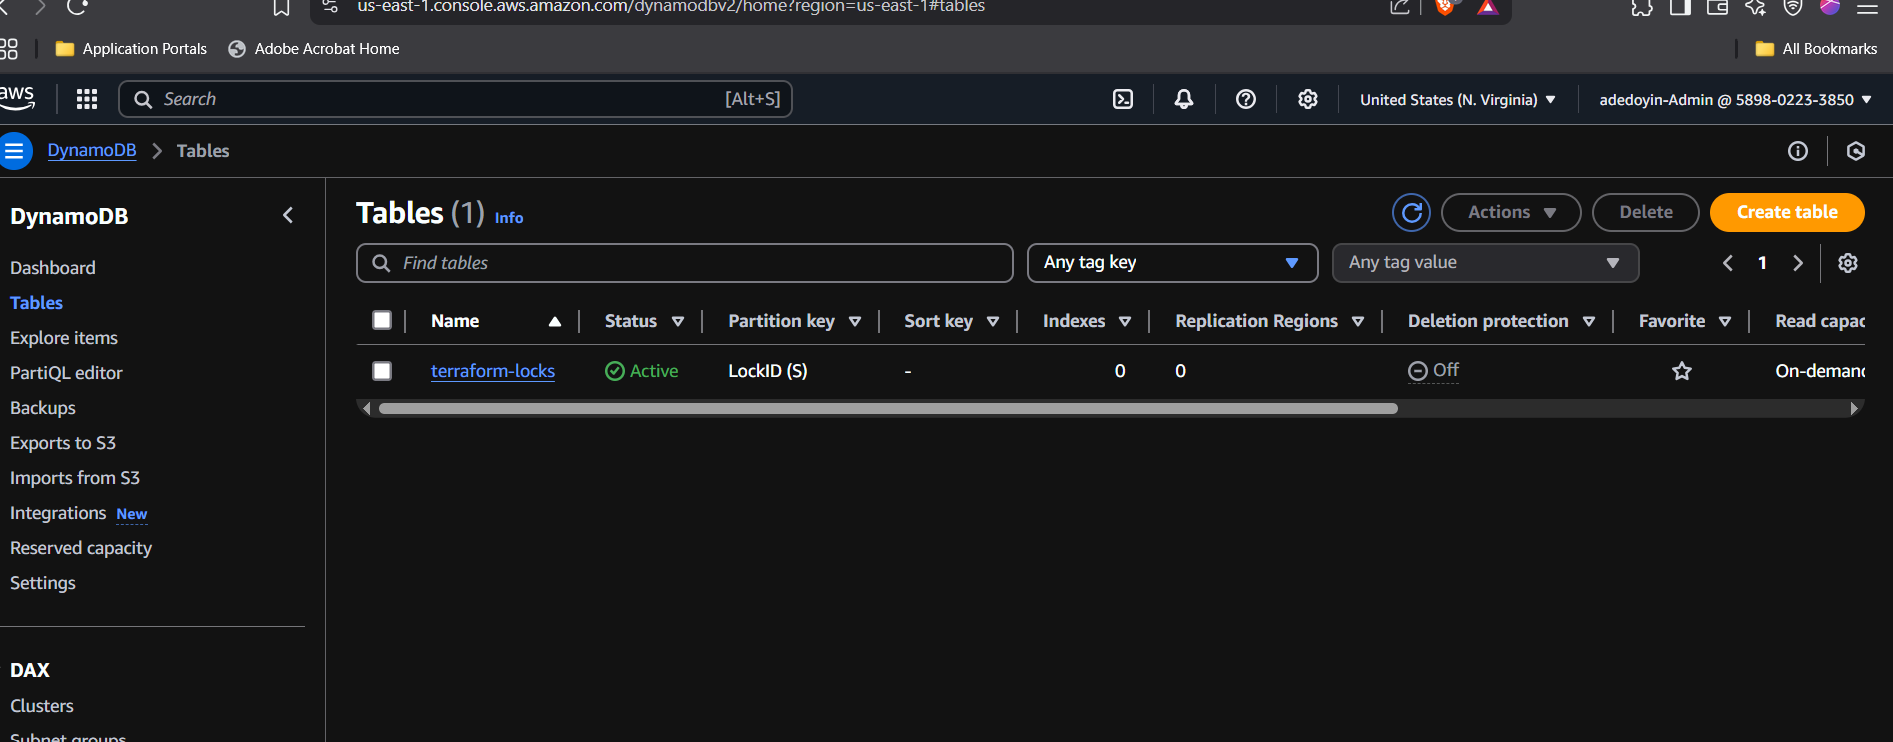 us-east-1.console.aws.amazon.com/dynamodbv2/home?region=us-east-1#tables
Application Portals Adobe Acrobat Home All Bookmarks
aws Search [Alt+S] United States (N. Virginia) adedoyin-Admin @ 5898-0223-3850
DynamoDB Tables
DynamoDB
Dashboard
Tables
Explore items
PartiQL editor
Backups
Exports to S3
Imports from S3
Integrations New
Reserved capacity
Settings
DAX
Clusters
Subnet groups
Tables (1) Info Actions Delete Create table
Find tables Any tag key Any tag value 1
Name Status Partition key Sort key Indexes Replication Regions Deletion protection Favorite Read capac
terraform-locks Active LockID (S) - 0 0 Off On-demand